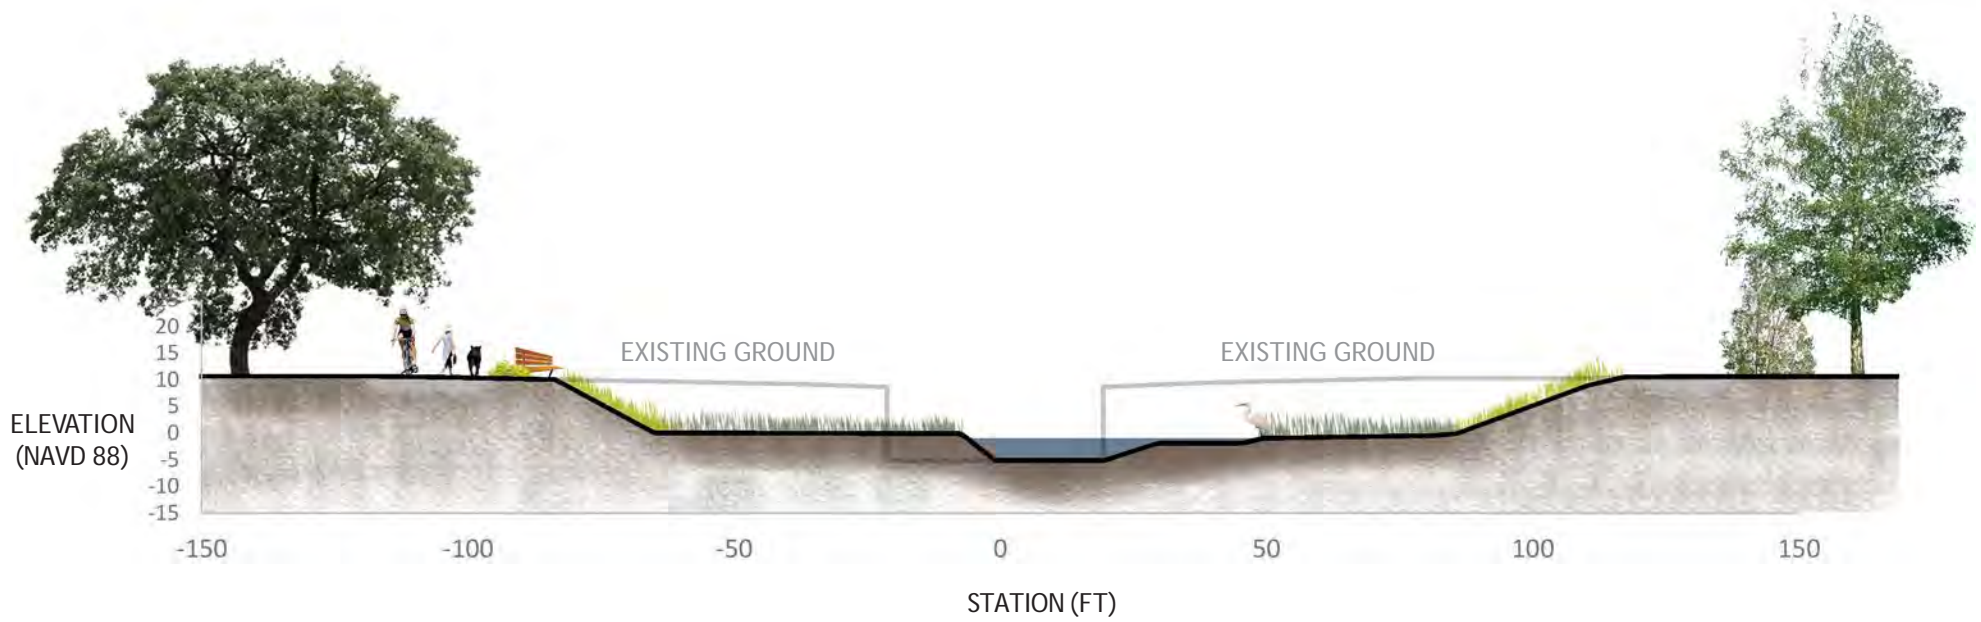 20
15
10
5
0
-5
-10
-15
ELEVATION
(NAVD 88)
EXISTING GROUND
EXISTING GROUND
-150 -100 -50 0 50 100 150
STATION (FT)